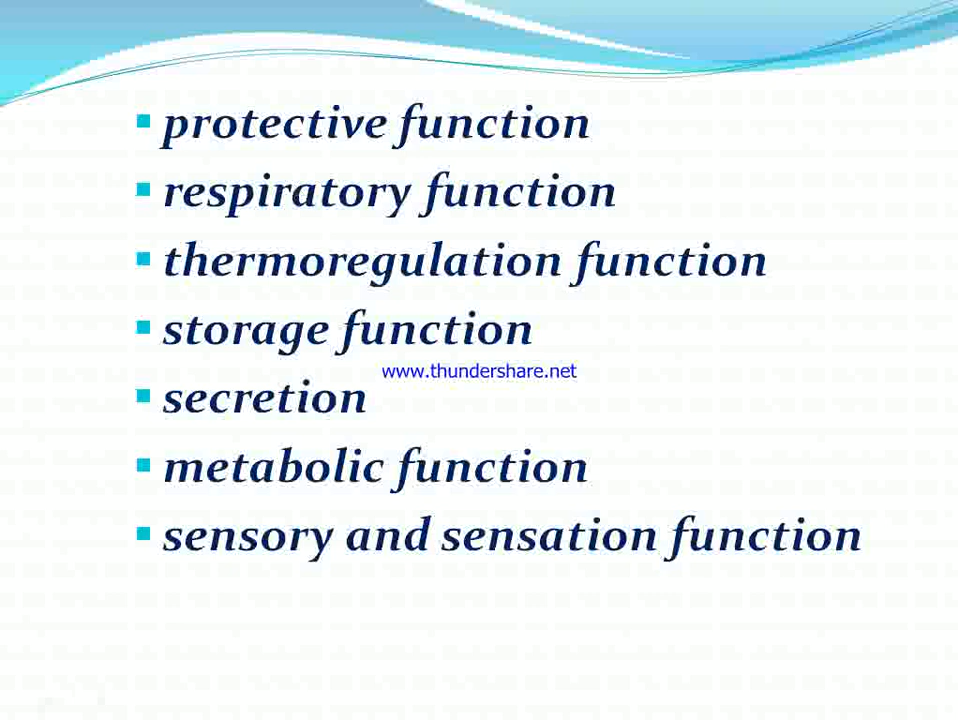 protective function
respiratory function
thermoregulation function
storage function
www.thundershare.net
secretion
metabolic function
sensory and sensation function